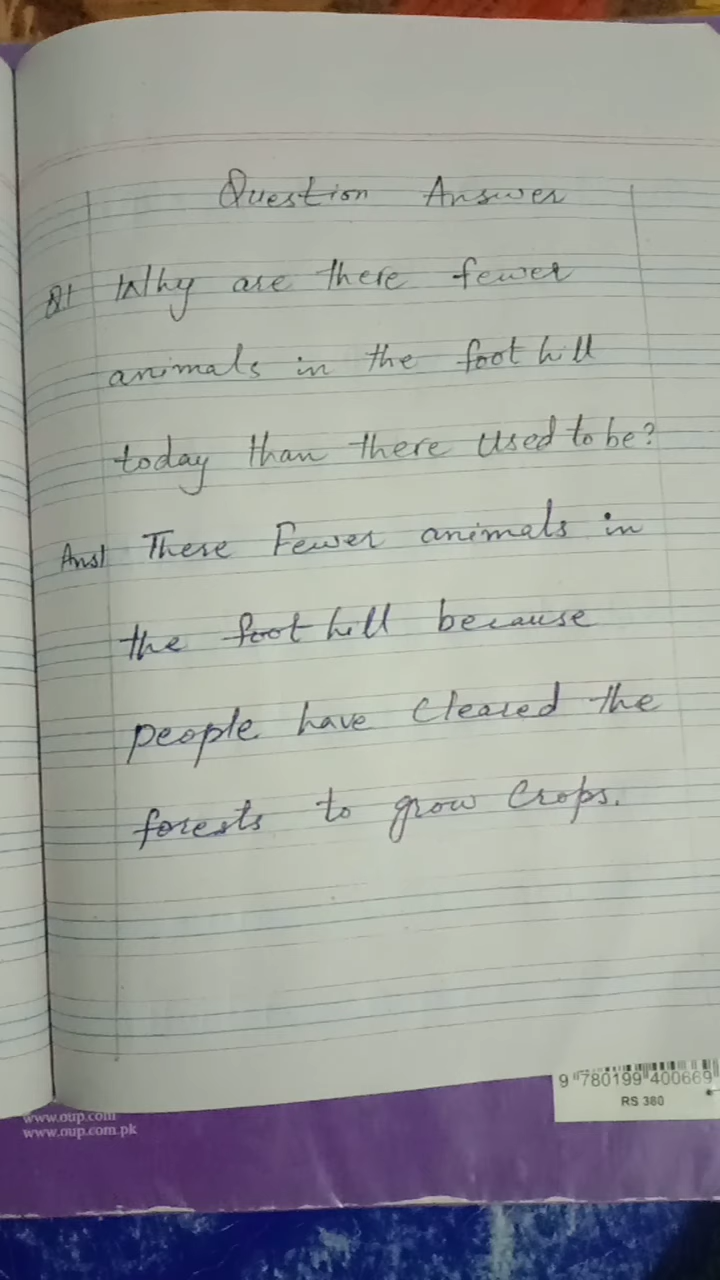 Question Answer
Q1 Why are there fewer
animals in the foot hill
today than there used to be?
Ans1 There Fewer animals in
the foot hill because
people have cleared the
forests to grow crops.
9 780199 400669
RS 380
www.oup.com
www.oup.com.pk